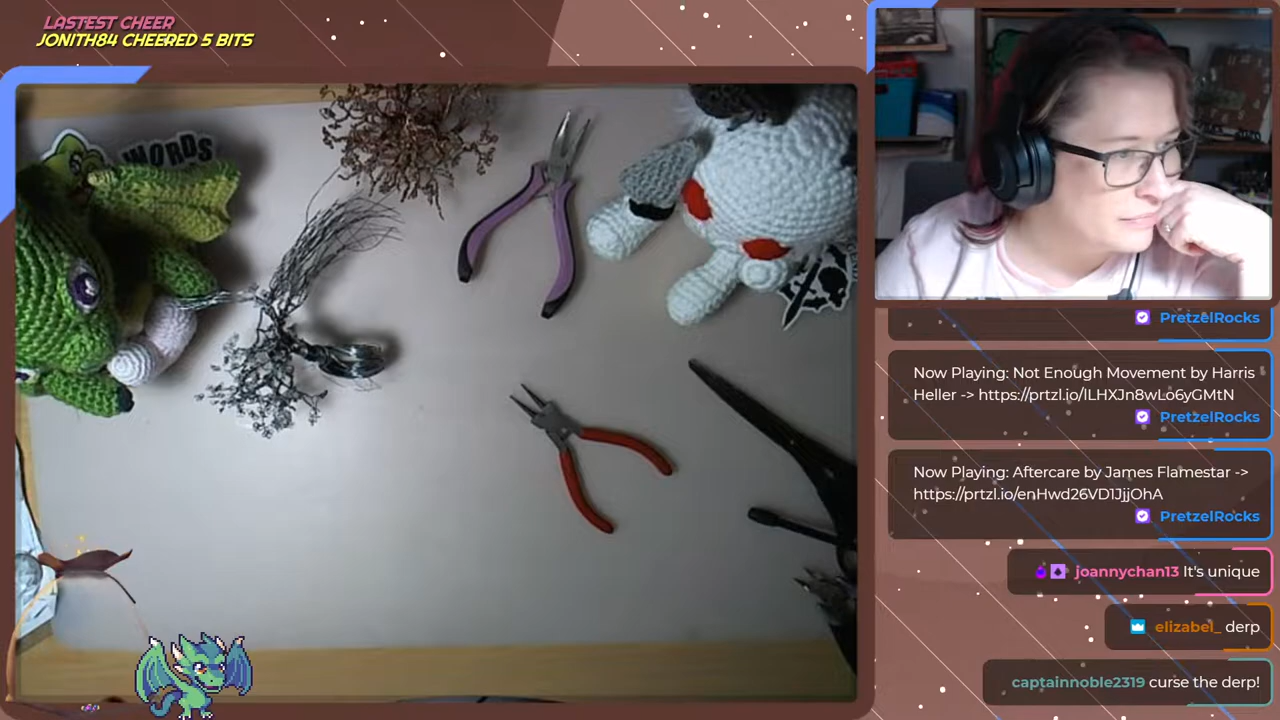 LASTEST CHEER
JONITH84 CHEERED 5 BITS
WORDS
PretzelRocks
Now Playing: Not Enough Movement by Harris
Heller -> https://prtzl.io/lLHXJn8wLo6yGMtN
PretzelRocks
Now Playing: Aftercare by James Flamestar ->
https://prtzl.io/enHwd26VD1JjjOhA
PretzelRocks
joannychan13 It's unique
elizabel_ derp
captainnoble2319 curse the derp!